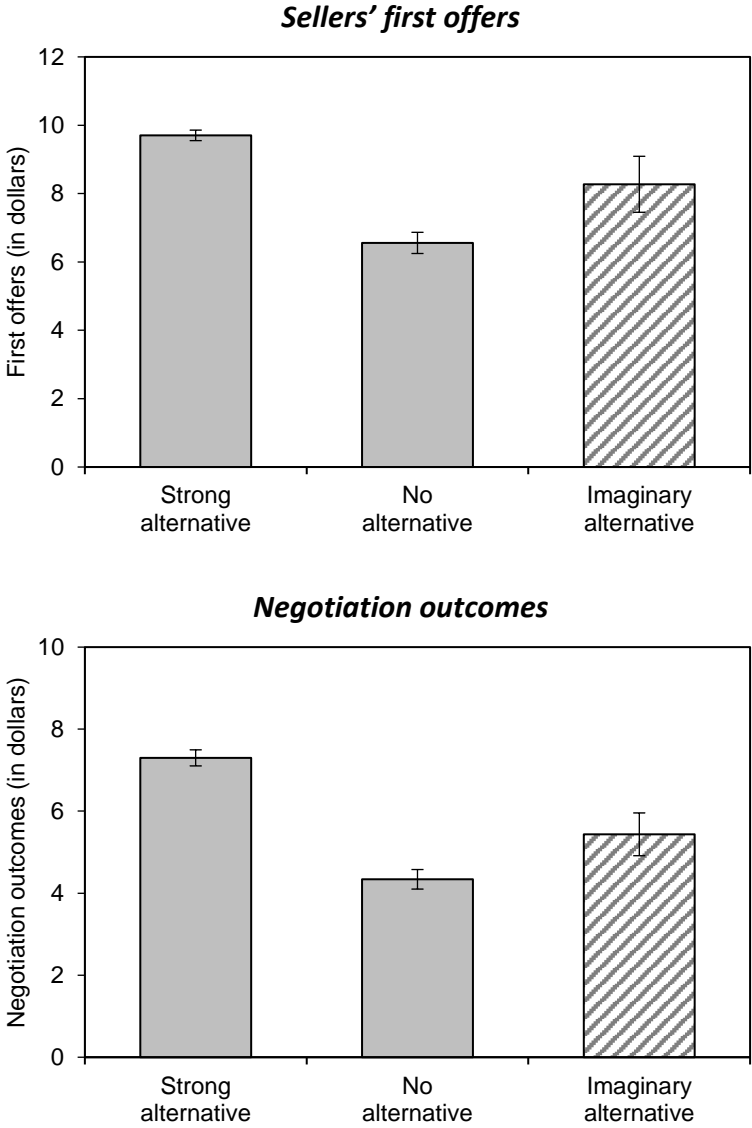 Sellers’ first offers
First offers (in dollars)
12
10
8
6
4
2
0
Strong
alternative
No
alternative
Imaginary
alternative
Negotiation outcomes
Negotiation outcomes (in dollars)
10
8
6
4
2
0
Strong
alternative
No
alternative
Imaginary
alternative